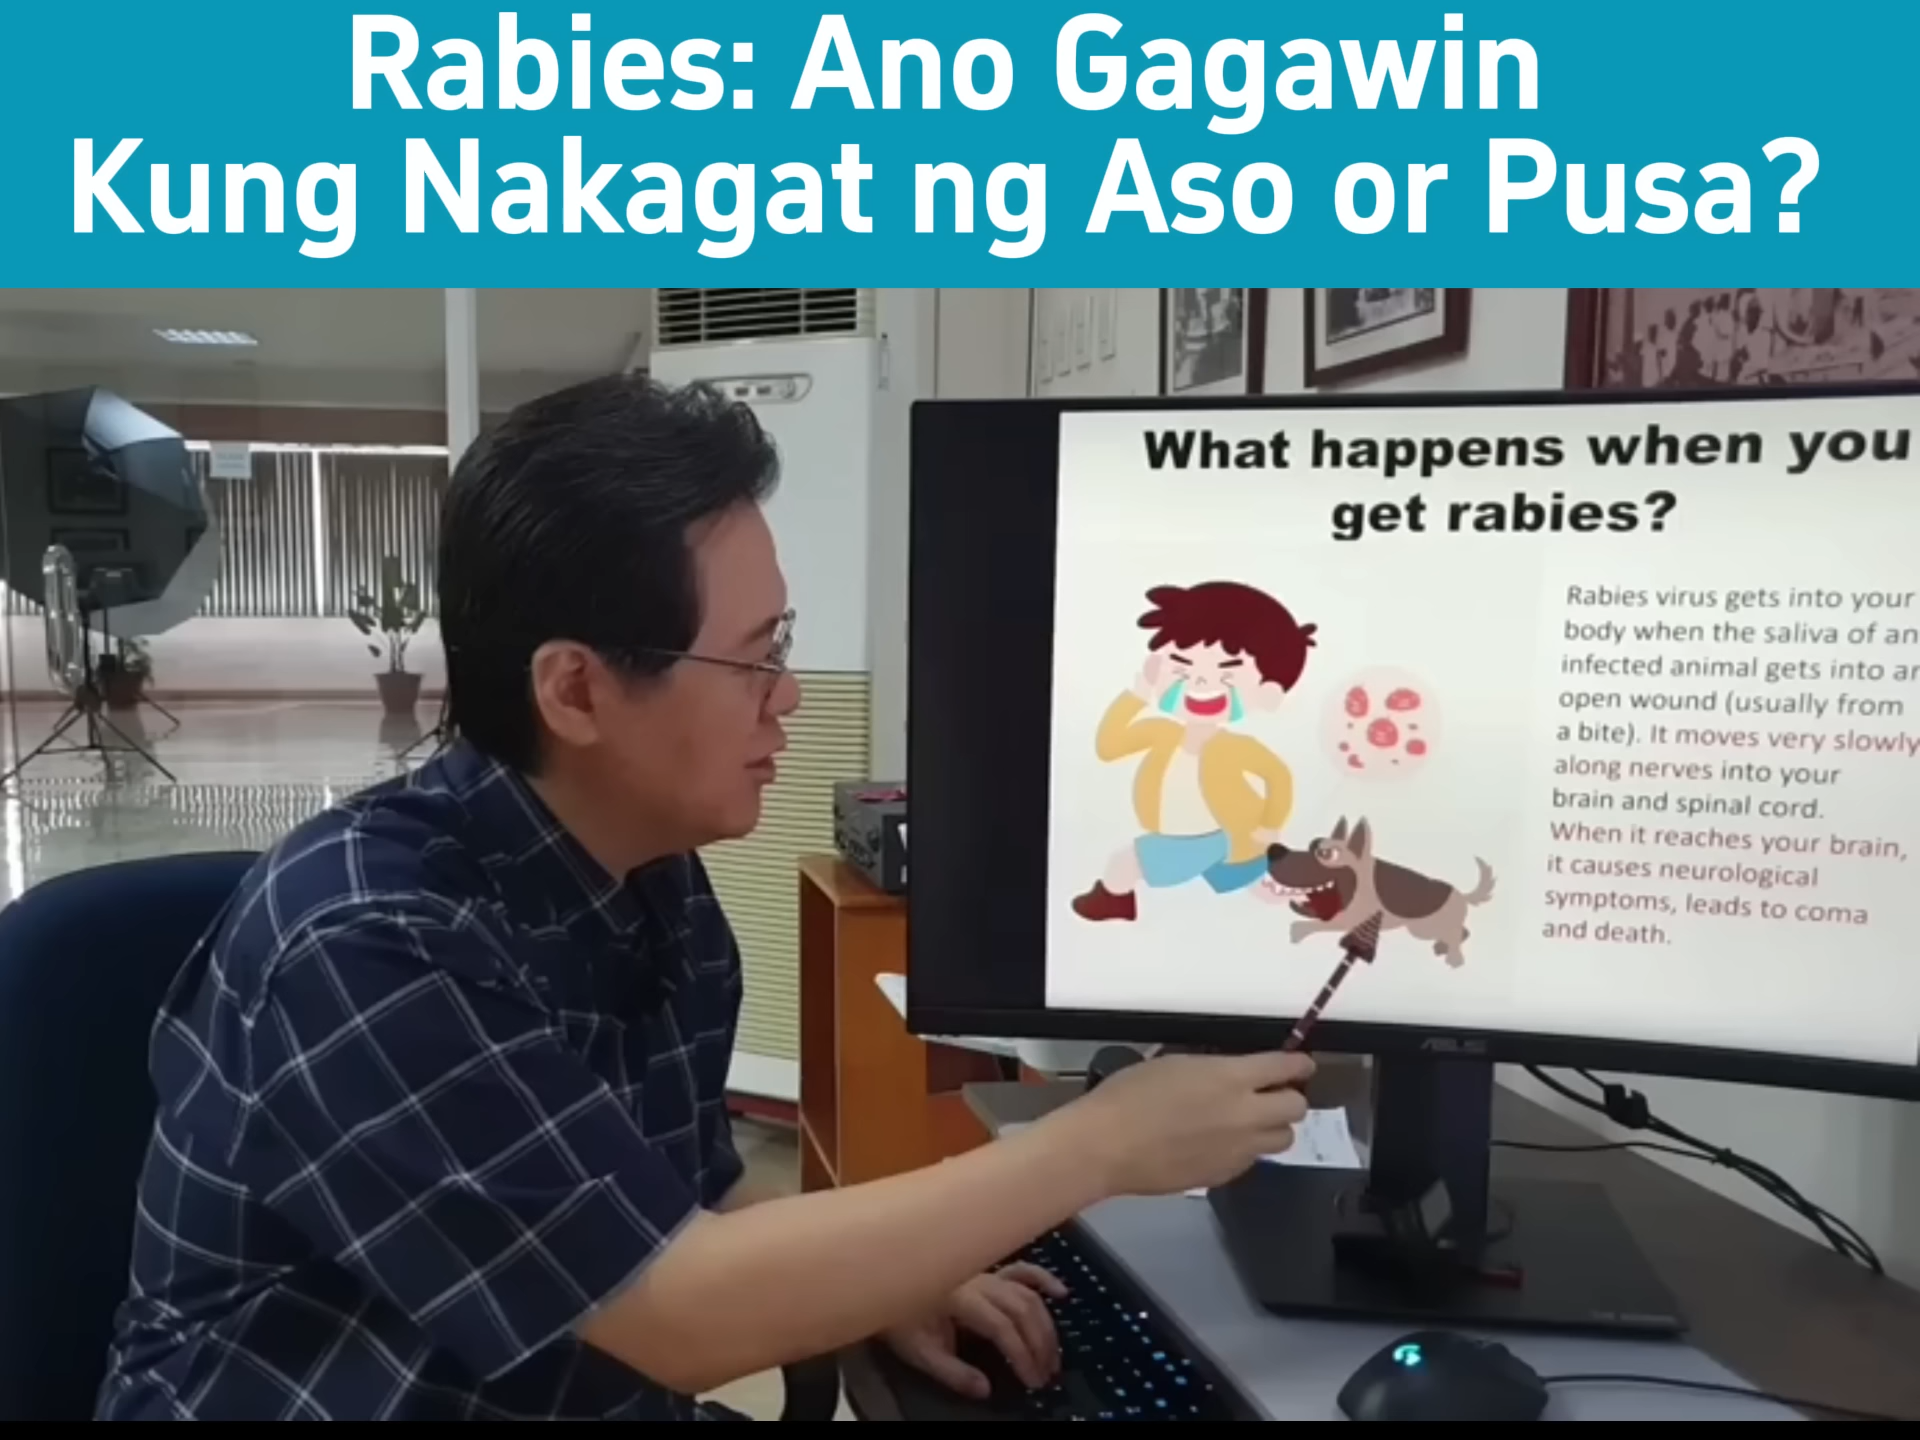 Rabies: Ano Gagawin
Kung Nakagat ng Aso or Pusa?
What happens when you
get rabies?
Rabies virus gets into your
body when the saliva of an
infected animal gets into an
open wound (usually from
a bite). It moves very slowly
along nerves into your
brain and spinal cord.
When it reaches your brain,
it causes neurological
symptoms, leads to coma
and death.
ASUS